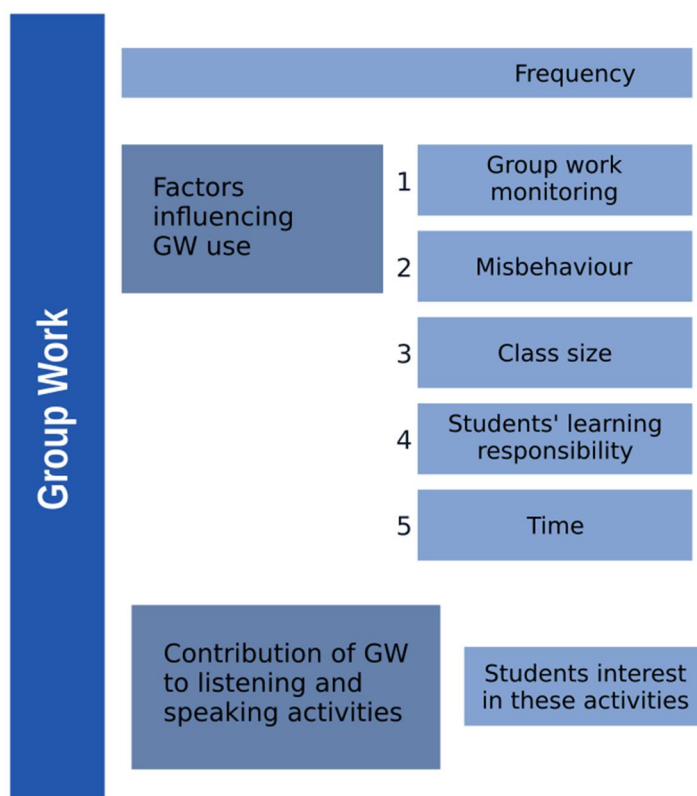 Group Work
Frequency
Factors
influencing
GW use
1
Group work
monitoring
2
Misbehaviour
3
Class size
4
Students' learning
responsibility
5
Time
Contribution of GW
to listening and
speaking activities
Students interest
in these activities